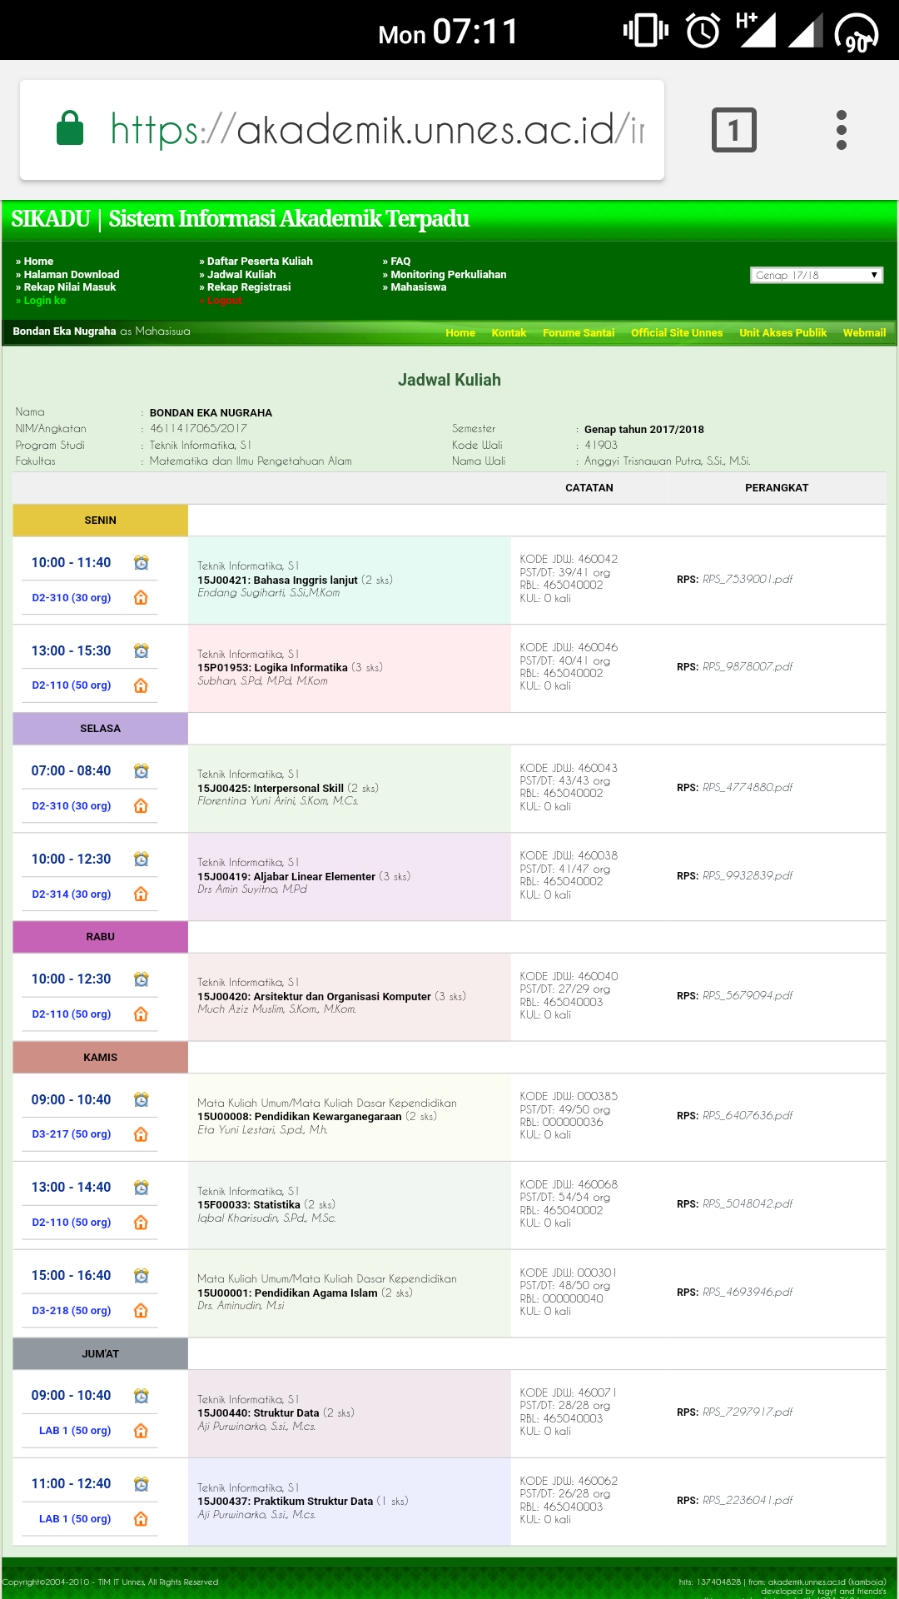 Mon 07:11
H+
90
https://akademik.unnes.ac.id/ir
1
SIKADU | Sistem Informasi Akademik Terpadu
» Home
» Halaman Download
» Rekap Nilai Masuk
» Login ke
» Daftar Peserta Kuliah
» Jadwal Kuliah
» Rekap Registrasi
» Logout
» FAQ
» Monitoring Perkuliahan
» Mahasiswa
Genap 17/18
Bondan Eka Nugraha as Mahasiswa
Home Kontak Forume Santai Official Site Unnes Unit Akses Publik Webmail
Jadwal Kuliah
Nama : BONDAN EKA NUGRAHA
NIM/Angkatan : 4611417065/2017 Semester : Genap tahun 2017/2018
Program Studi : Teknik Informatika, S1 Kode Wali : 41903
Fakultas : Matematika dan Ilmu Pengetahuan Alam Nama Wali : Anggyi Trisnawan Putra, S.Si., M.Si.
CATATAN PERANGKAT
SENIN
10:00 - 11:40
D2-310 (30 org)
Teknik Informatika, S1
15J00421: Bahasa Inggris lanjut (2 sks)
Endang Sugiharti, S.Si.,M.Kom
KODE JDW: 460042
PST/DT: 39/41 org
RBL: 465040002
KUL: 0 kali
RPS: RPS_7539001.pdf
13:00 - 15:30
D2-110 (50 org)
Teknik Informatika, S1
15P01953: Logika Informatika (3 sks)
Subhan, S.Pd, M.Pd, M.Kom
KODE JDW: 460046
PST/DT: 40/41 org
RBL: 465040002
KUL: 0 kali
RPS: RPS_9878007.pdf
SELASA
07:00 - 08:40
D2-310 (30 org)
Teknik Informatika, S1
15J00425: Interpersonal Skill (2 sks)
Florentina Yuni Arini, S.Kom, M.Cs.
KODE JDW: 460043
PST/DT: 43/43 org
RBL: 465040002
KUL: 0 kali
RPS: RPS_4774880.pdf
10:00 - 12:30
D2-314 (30 org)
Teknik Informatika, S1
15J00419: Aljabar Linear Elementer (3 sks)
Drs Amin Suyitno, M.Pd
KODE JDW: 460038
PST/DT: 41/47 org
RBL: 465040002
KUL: 0 kali
RPS: RPS_9932839.pdf
RABU
10:00 - 12:30
D2-110 (50 org)
Teknik Informatika, S1
15J00420: Arsitektur dan Organisasi Komputer (3 sks)
Much Aziz Muslim, S.Kom., M.Kom.
KODE JDW: 460040
PST/DT: 27/29 org
RBL: 465040003
KUL: 0 kali
RPS: RPS_5679094.pdf
KAMIS
09:00 - 10:40
D3-217 (50 org)
Mata Kuliah Umum/Mata Kuliah Dasar Kependidikan
15U00008: Pendidikan Kewarganegaraan (2 sks)
Eta Yuni Lestari, S.pd., M.h.
KODE JDW: 000385
PST/DT: 49/50 org
RBL: 000000036
KUL: 0 kali
RPS: RPS_6407636.pdf
13:00 - 14:40
D2-110 (50 org)
Teknik Informatika, S1
15F00033: Statistika (2 sks)
Iqbal Kharisudin, S.Pd., M.Sc.
KODE JDW: 460068
PST/DT: 54/54 org
RBL: 465040002
KUL: 0 kali
RPS: RPS_5048042.pdf
15:00 - 16:40
D3-218 (50 org)
Mata Kuliah Umum/Mata Kuliah Dasar Kependidikan
15U00001: Pendidikan Agama Islam (2 sks)
Drs. Aminudin, M.si
KODE JDW: 000301
PST/DT: 48/50 org
RBL: 000000040
KUL: 0 kali
RPS: RPS_4693946.pdf
JUM'AT
09:00 - 10:40
LAB 1 (50 org)
Teknik Informatika, S1
15J00440: Struktur Data (2 sks)
Aji Purwinarko, S.si., M.cs.
KODE JDW: 460071
PST/DT: 28/28 org
RBL: 465040003
KUL: 0 kali
RPS: RPS_7297917.pdf
11:00 - 12:40
LAB 1 (50 org)
Teknik Informatika, S1
15J00437: Praktikum Struktur Data (1 sks)
Aji Purwinarko, S.si., M.cs.
KODE JDW: 460062
PST/DT: 26/28 org
RBL: 465040003
KUL: 0 kali
RPS: RPS_2236041.pdf
Copyright©2004-2010 - TIM IT Unnes, All Rights Reserved
hits: 137404828 | from: akademik.unnes.ac.id (kamboja)
developed by ksgyt and friend's